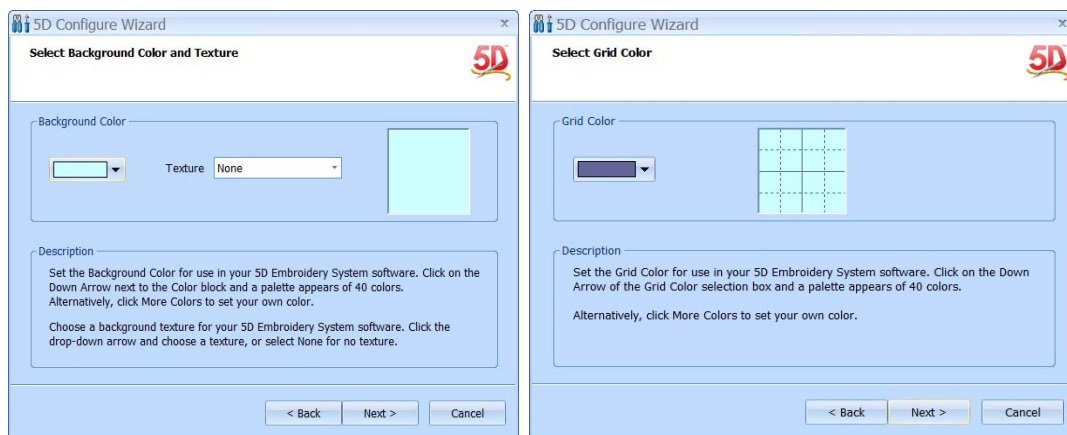 5D Configure Wizard
x
Select Background Color and Texture
5D
Background Color
Texture
None
Description
Set the Background Color for use in your 5D Embroidery System software. Click on the
Down Arrow next to the Color block and a palette appears of 40 colors.
Alternatively, click More Colors to set your own color.
Choose a background texture for your 5D Embroidery System software. Click the
drop-down arrow and choose a texture, or select None for no texture.
< Back
Next >
Cancel
5D Configure Wizard
x
Select Grid Color
5D
Grid Color
Description
Set the Grid Color for use in your 5D Embroidery System software. Click on the Down
Arrow of the Grid Color selection box and a palette appears of 40 colors.
Alternatively, click More Colors to set your own color.
< Back
Next >
Cancel